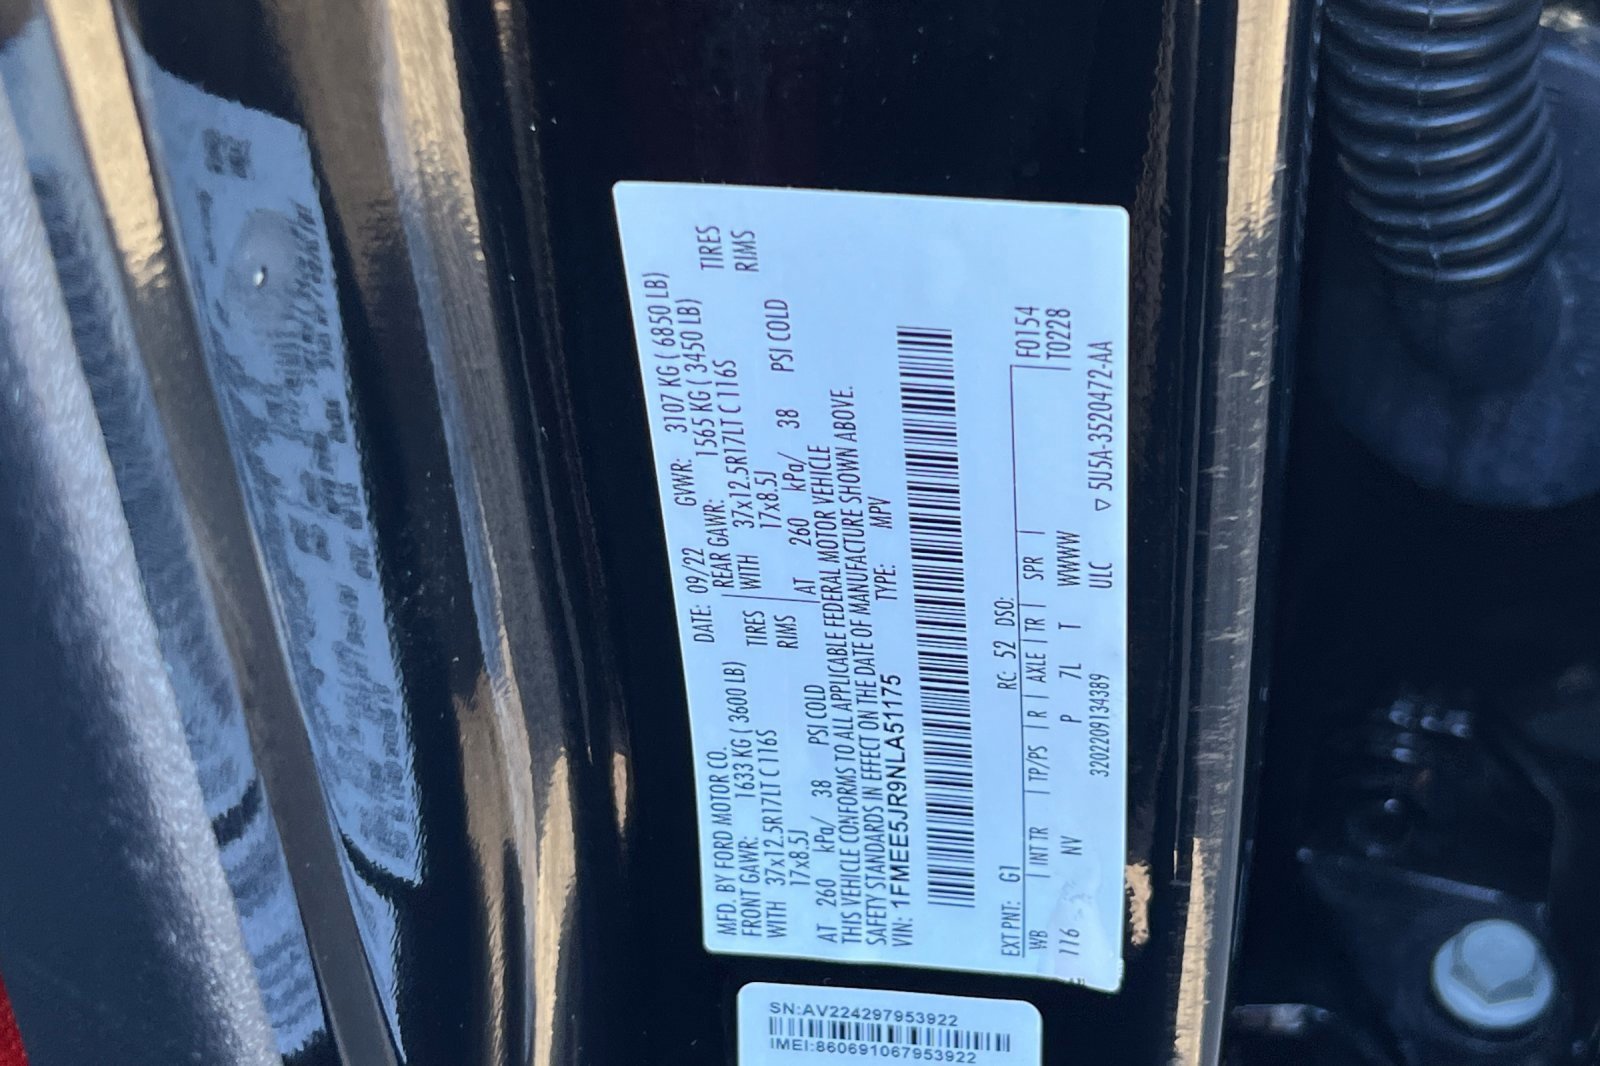 MFD. BY FORD MOTOR CO. DATE: 09/22 GVWR: 3107 KG ( 6850 LB)
FRONT GAWR: 1633 KG ( 3600 LB) REAR GAWR: 1565 KG ( 3450 LB)
WITH 37x12.5R17LT C 116S TIRES WITH 37x12.5R17LT C 116S TIRES
17x8.5J RIMS 17x8.5J RIMS
AT 260 kPa/ 38 PSI COLD AT 260 kPa/ 38 PSI COLD
THIS VEHICLE CONFORMS TO ALL APPLICABLE FEDERAL MOTOR VEHICLE
SAFETY STANDARDS IN EFFECT ON THE DATE OF MANUFACTURE SHOWN ABOVE.
VIN: 1FMEE5JR9NLA51175 TYPE: MPV
EXT PNT: G1 RC: 52 DSO: F0154
WB | INT TR | TP/PS | R | AXLE | TR | SPR | T0228
116 NV P 7L T WWWW
3202209134389 ULC ▽ 5U5A-3520472-AA
SN:AV224297953922
IMEI:860691067953922